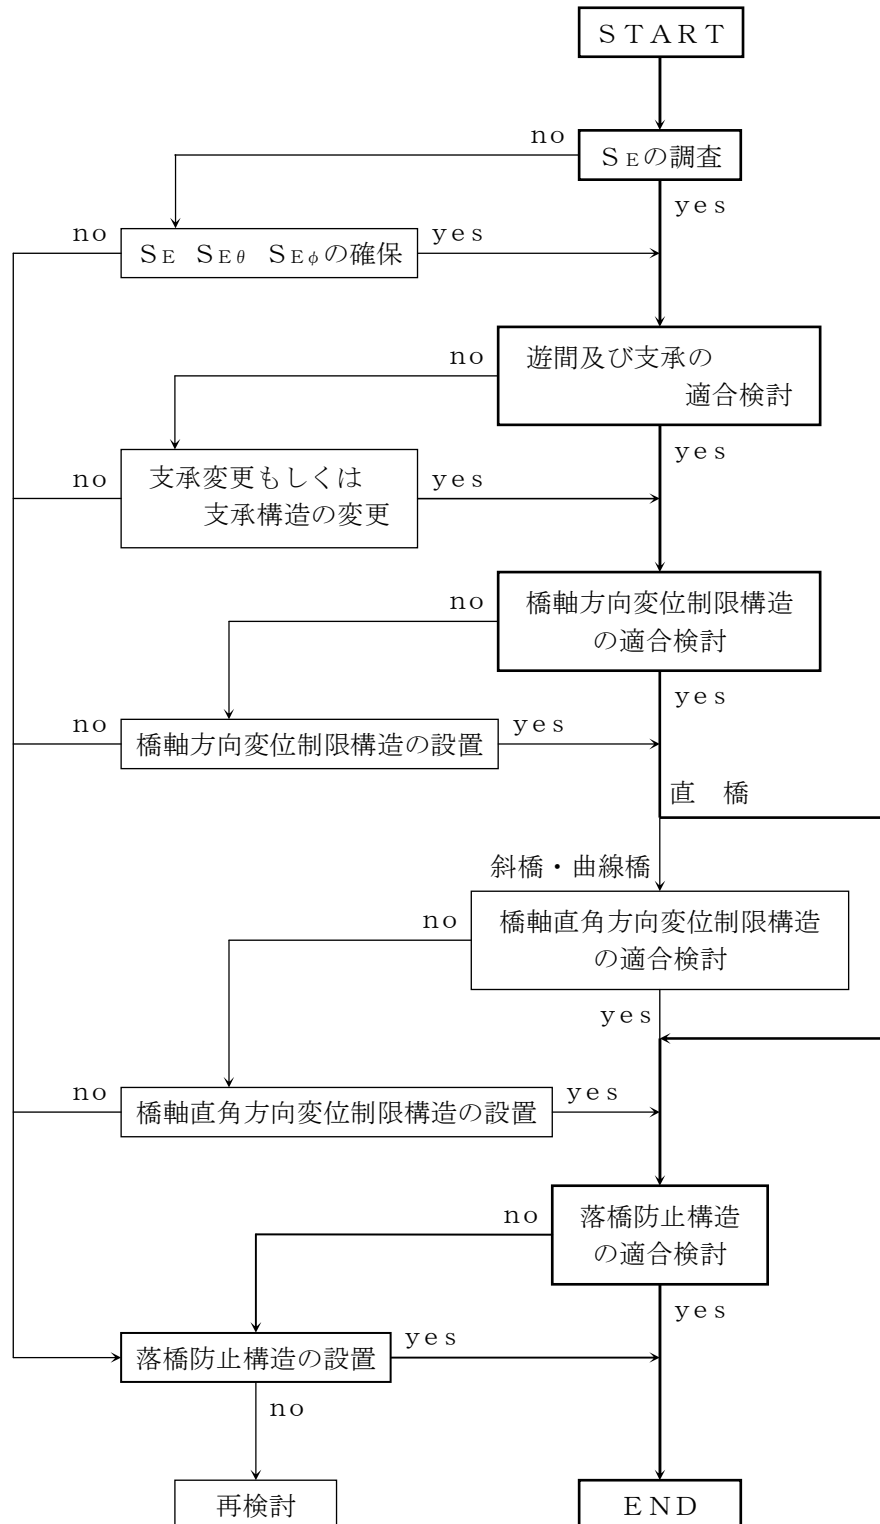 ＳＴＡＲＴ
no
ＳEの調査
yes
no
ＳE ＳEθ ＳEφの確保
yes
no
遊間及び支承の
適合検討
yes
no
支承変更もしくは
支承構造の変更
yes
no
橋軸方向変位制限構造
の適合検討
yes
no
橋軸方向変位制限構造の設置
yes
直　橋
斜橋・曲線橋
no
橋軸直角方向変位制限構造
の適合検討
yes
no
橋軸直角方向変位制限構造の設置
yes
no
落橋防止構造
の適合検討
yes
落橋防止構造の設置
yes
no
再検討
ＥＮＤ